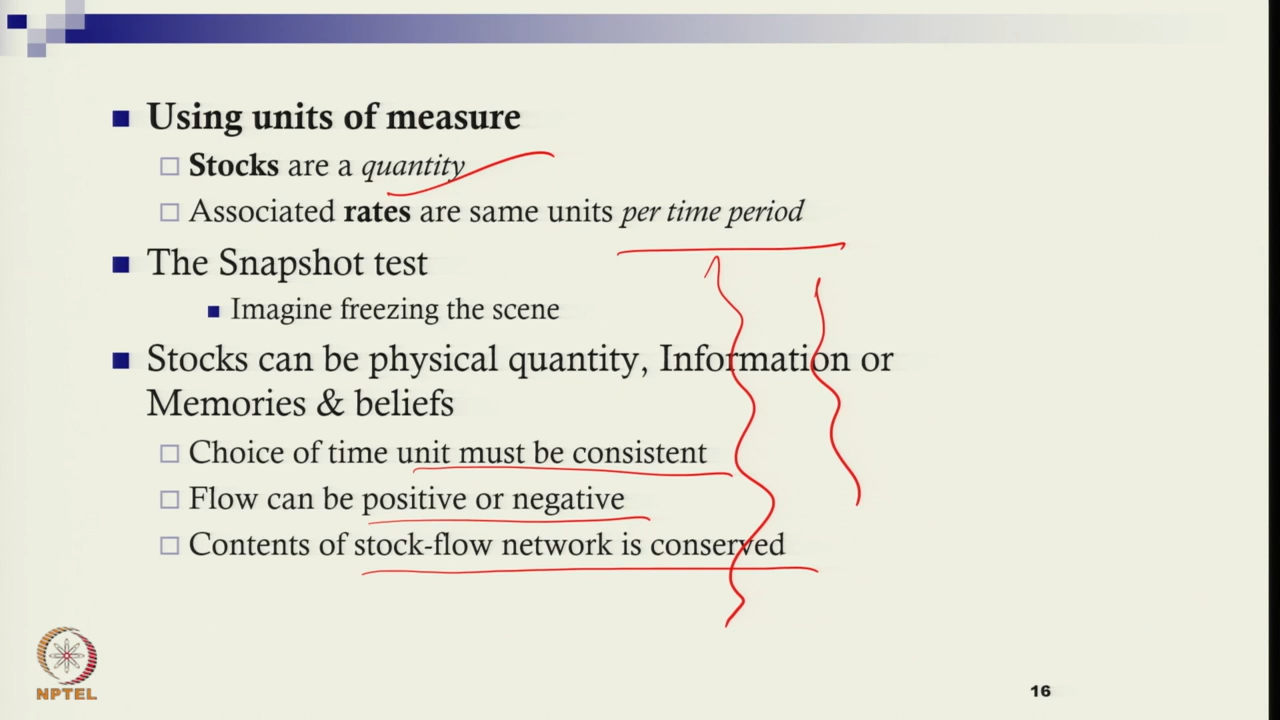 Using units of measure
Stocks are a quantity
Associated rates are same units per time period
The Snapshot test
Imagine freezing the scene
Stocks can be physical quantity, Information or
Memories & beliefs
Choice of time unit must be consistent
Flow can be positive or negative
Contents of stock-flow network is conserved
NPTEL
16